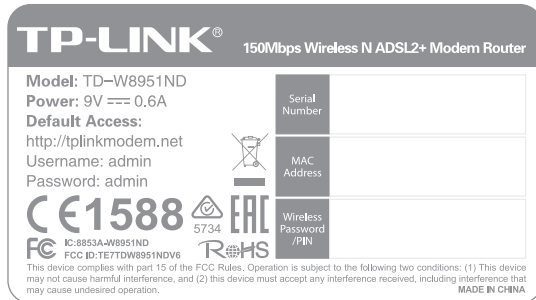 TP-LINK®
150Mbps Wireless N ADSL2+ Modem Router
Model: TD-W8951ND
Power: 9V 0.6A
Default Access:
http://tplinkmodem.net
Username: admin
Password: admin
Serial
Number
MAC
Address
Wireless
Password
/PIN
CE1588
5734
EAC
FC
IC:8853A-W8951ND
FCC ID:TE7TDW8951NDV6
RoHS
This device complies with part 15 of the FCC Rules. Operation is subject to the following two conditions: (1) This device
may not cause harmful interference, and (2) this device must accept any interference received, including interference that
may cause undesired operation.
MADE IN CHINA